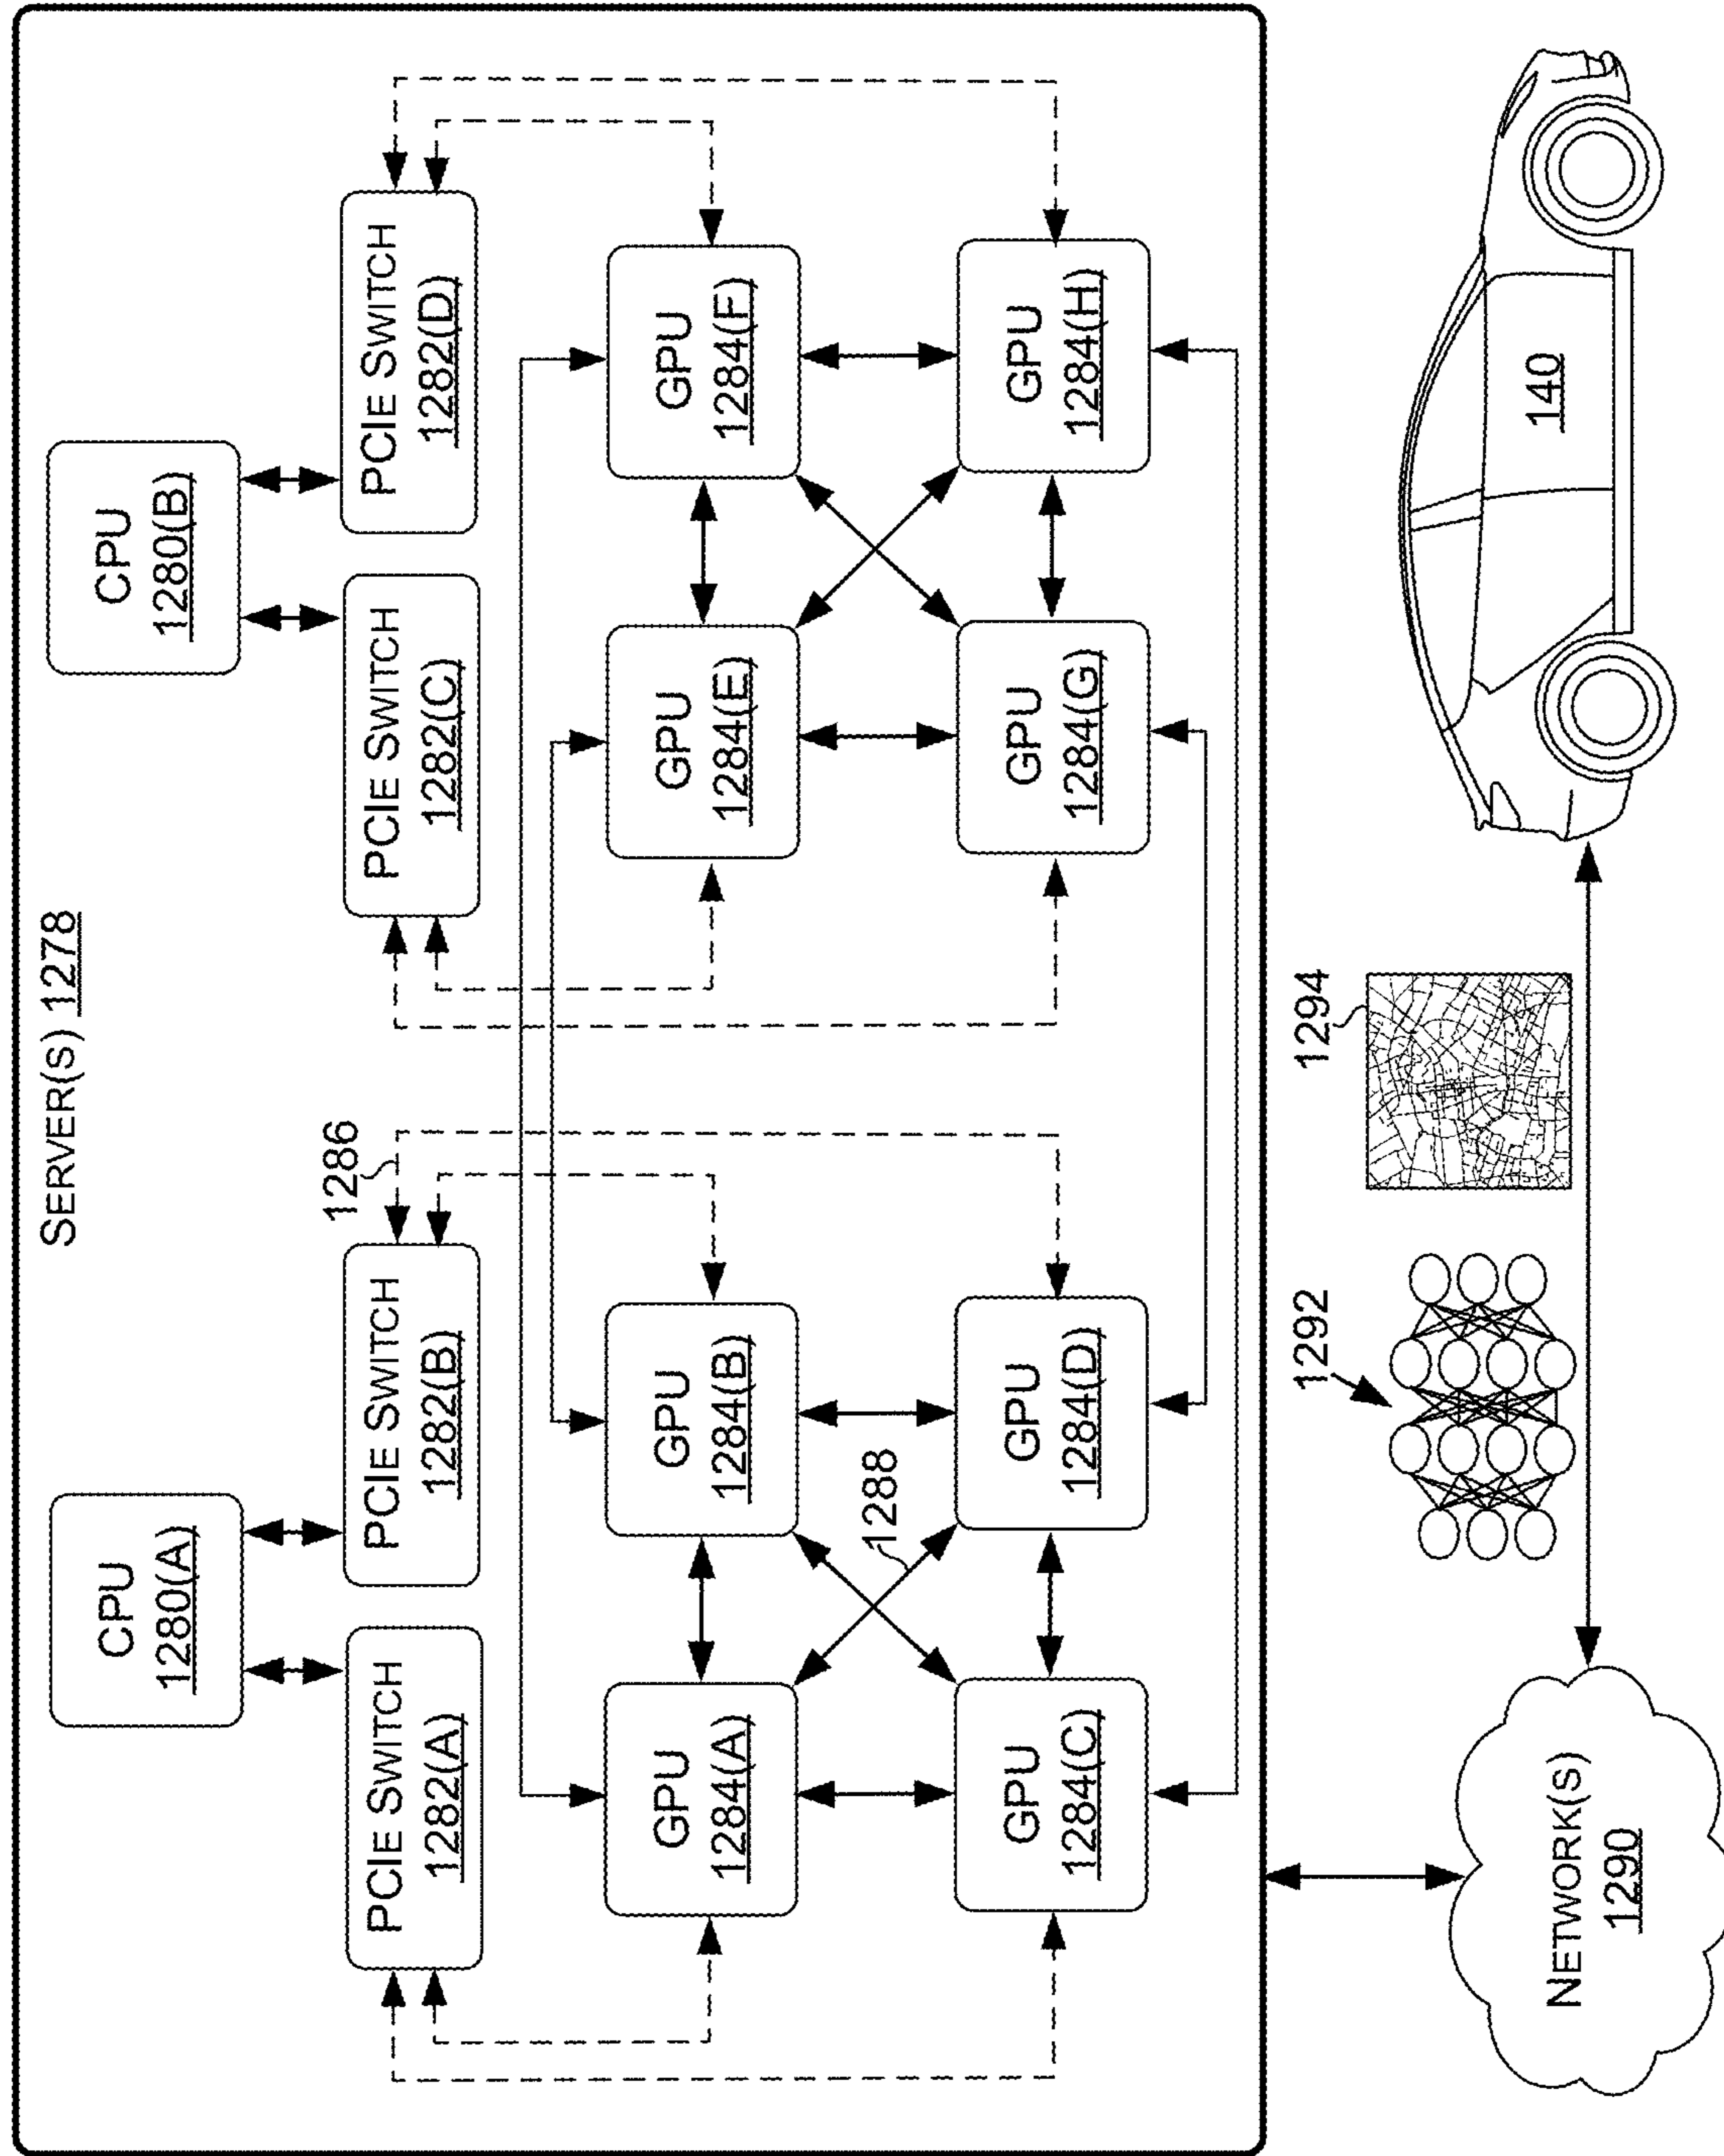 SERVER(S) 1278
CPU
1280(A)
CPU
1280(B)
PCIE SWITCH
1282(A)
PCIE SWITCH
1282(B)
1286
PCIE SWITCH
1282(C)
PCIE SWITCH
1282(D)
GPU
1284(A)
GPU
1284(B)
GPU
1284(E)
GPU
1284(F)
1288
GPU
1284(C)
GPU
1284(D)
GPU
1284(G)
GPU
1284(H)
NETWORK(S)
1290
1292
1294
140